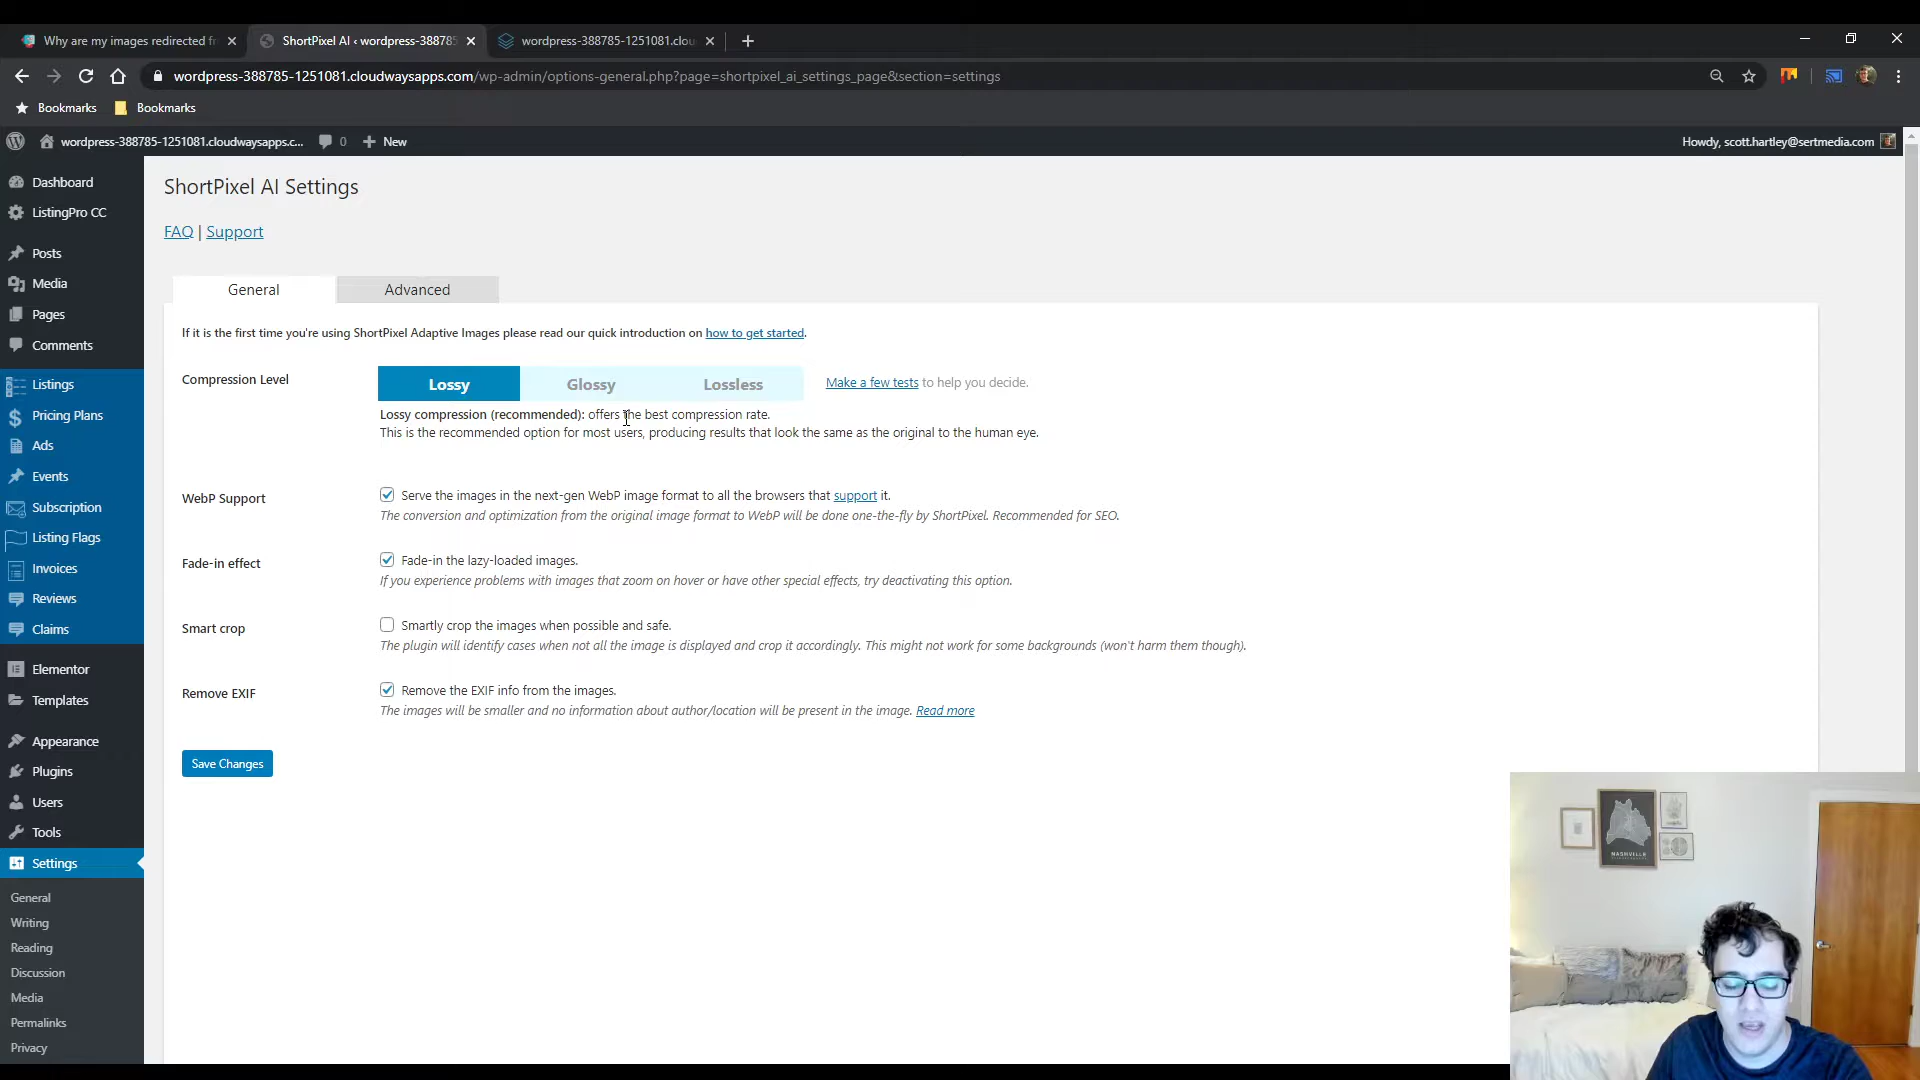 Why are my images redirected fr
ShortPixel AI ‹ wordpress-388785
wordpress-388785-1251081.clou
wordpress-388785-1251081.cloudwaysapps.com/wp-admin/options-general.php?page=shortpixel_ai_settings_page&section=settings
Bookmarks
Bookmarks
wordpress-388785-1251081.cloudwaysapps.c...
0
New
Howdy, scott.hartley@sertmedia.com
Dashboard
ListingPro CC
Posts
Media
Pages
Comments
Listings
Pricing Plans
Ads
Events
Subscription
Listing Flags
Invoices
Reviews
Claims
Elementor
Templates
Appearance
Plugins
Users
Tools
Settings
General
Writing
Reading
Discussion
Media
Permalinks
Privacy
ShortPixel AI Settings
FAQ | Support
General
Advanced
If it is the first time you're using ShortPixel Adaptive Images please read our quick introduction on how to get started.
Compression Level
Lossy
Glossy
Lossless
Make a few tests to help you decide.
Lossy compression (recommended): offers the best compression rate.
This is the recommended option for most users, producing results that look the same as the original to the human eye.
WebP Support
Serve the images in the next-gen WebP image format to all the browsers that support it.
The conversion and optimization from the original image format to WebP will be done one-the-fly by ShortPixel. Recommended for SEO.
Fade-in effect
Fade-in the lazy-loaded images.
If you experience problems with images that zoom on hover or have other special effects, try deactivating this option.
Smart crop
Smartly crop the images when possible and safe.
The plugin will identify cases when not all the image is displayed and crop it accordingly. This might not work for some backgrounds (won't harm them though).
Remove EXIF
Remove the EXIF info from the images.
The images will be smaller and no information about author/location will be present in the image. Read more
Save Changes
NASHVILLE